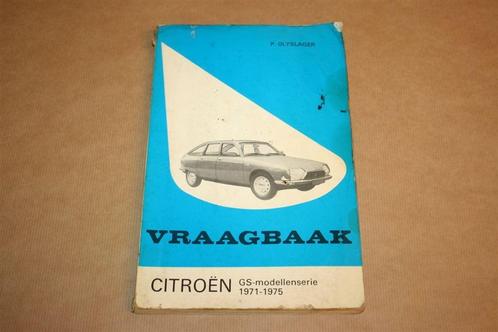 P. OLYSLAGER
VRAAGBAAK
CITROËN GS-modellenserie
1971-1975